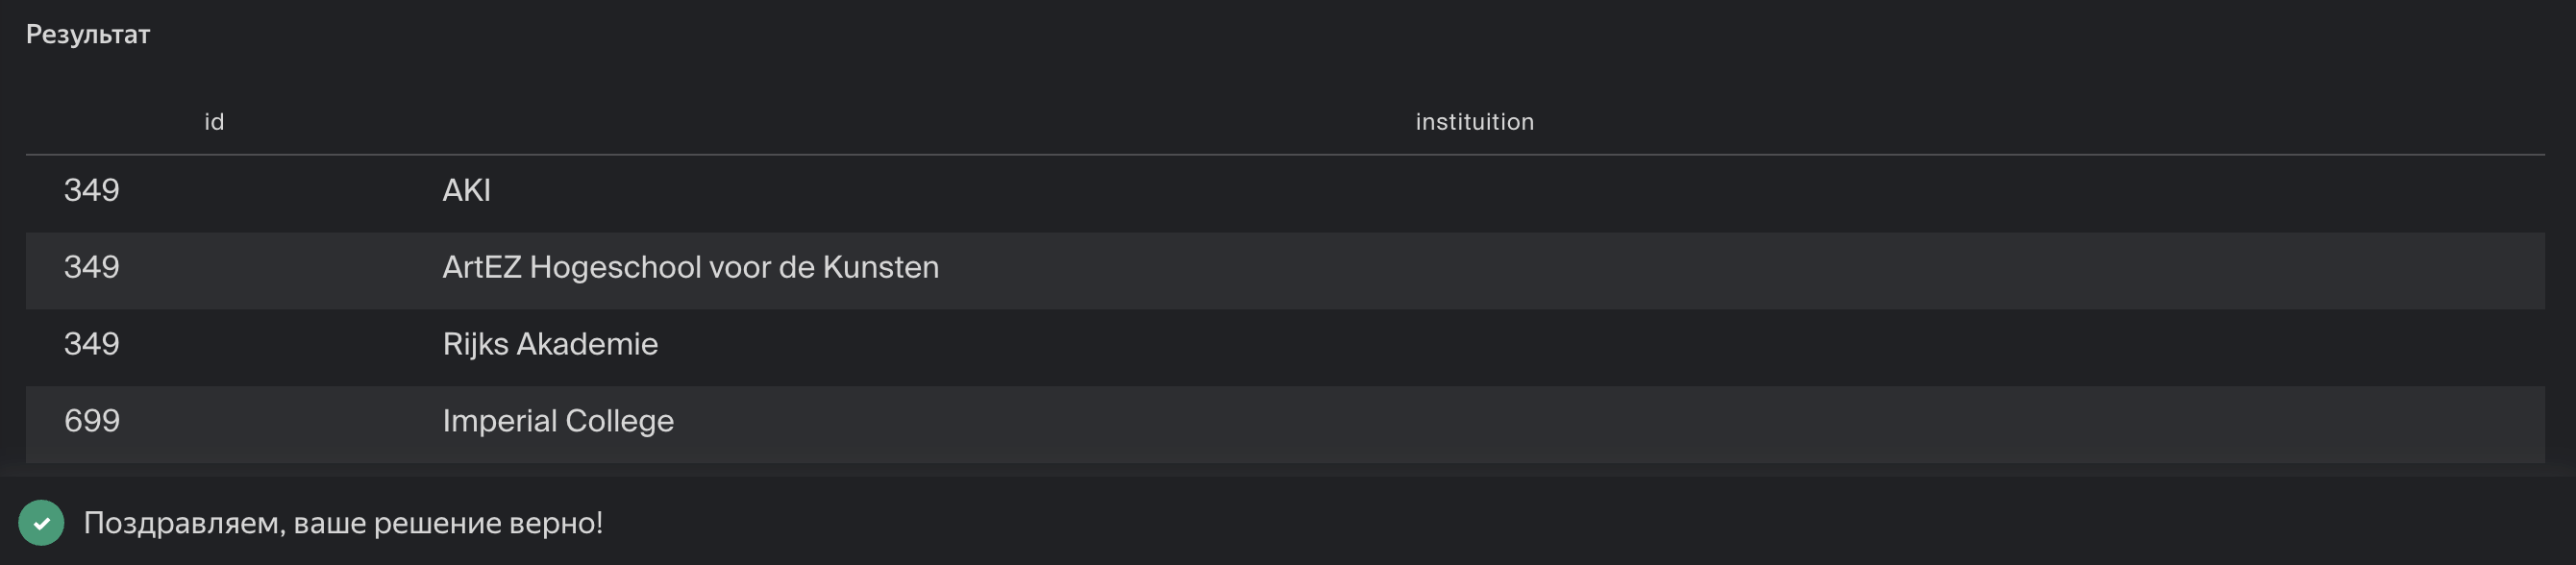 Результат
id instituition
349 AKI
349 ArtEZ Hogeschool voor de Kunsten
349 Rijks Akademie
699 Imperial College
Поздравляем, ваше решение верно!